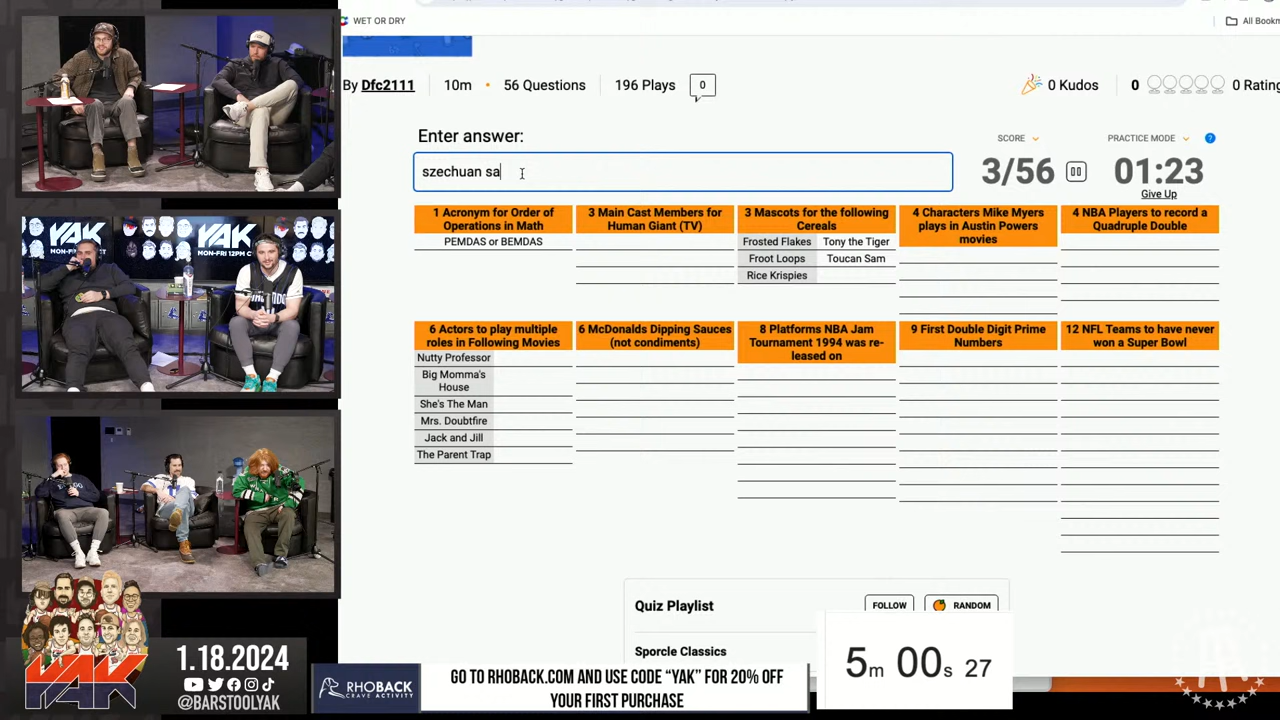 WET OR DRY
All Bookm
By Dfc2111
10m
56 Questions
196 Plays
0
0 Kudos
0
0 Rating
Enter answer:
szechuan sa
SCORE
3/56
PRACTICE MODE
?
01:23
Give Up
1 Acronym for Order of
Operations in Math
PEMDAS or BEMDAS
3 Main Cast Members for
Human Giant (TV)
3 Mascots for the following
Cereals
Frosted Flakes Tony the Tiger
Froot Loops Toucan Sam
Rice Krispies
4 Characters Mike Myers
plays in Austin Powers
movies
4 NBA Players to record a
Quadruple Double
6 Actors to play multiple
roles in Following Movies
Nutty Professor
Big Momma's
House
She's The Man
Mrs. Doubtfire
Jack and Jill
The Parent Trap
6 McDonalds Dipping Sauces
(not condiments)
8 Platforms NBA Jam
Tournament 1994 was re-
leased on
9 First Double Digit Prime
Numbers
12 NFL Teams to have never
won a Super Bowl
Quiz Playlist
FOLLOW
RANDOM
Sporcle Classics
5m 00s 27
YAK
MON-FRI 12PM C
YAK
YAK
1.18.2024
@BARSTOOLYAK
RHOBACK
CRAVE ACTIVITY
GO TO RHOBACK.COM AND USE CODE "YAK" FOR 20% OFF
YOUR FIRST PURCHASE